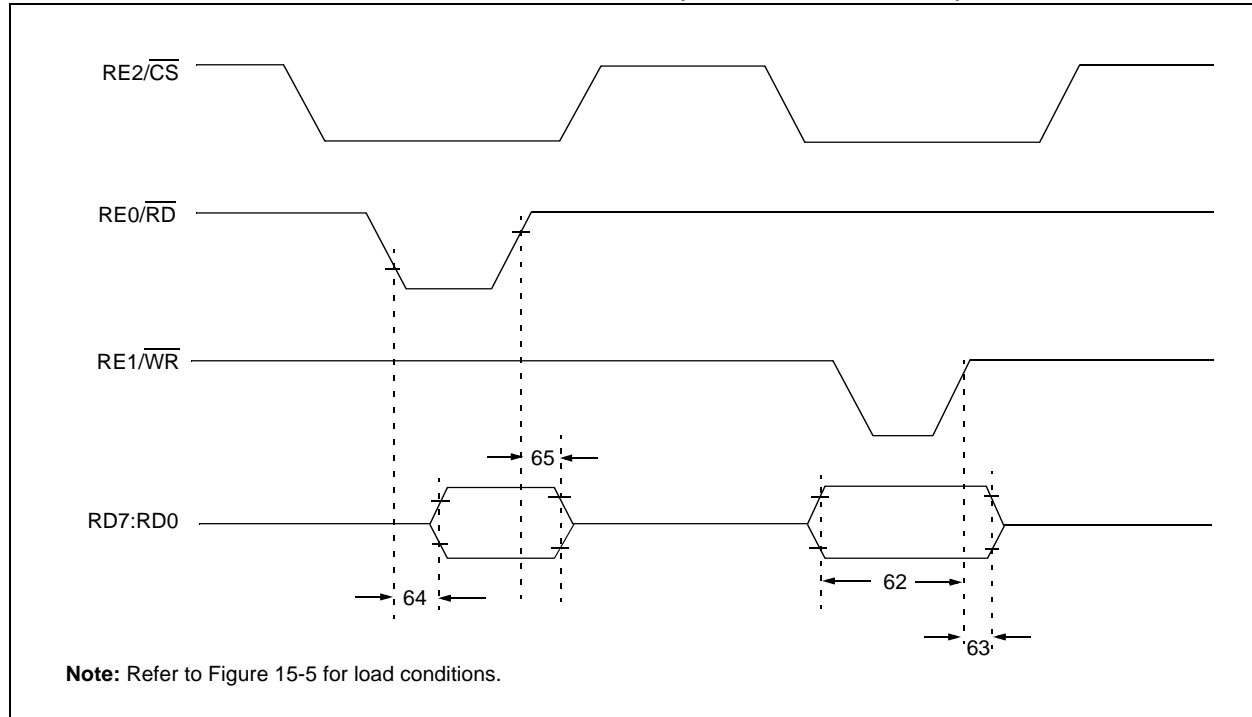 RE2/CS
RE0/RD
RE1/WR
65
RD7:RD0
62
64
63
Note: Refer to Figure 15-5 for load conditions.